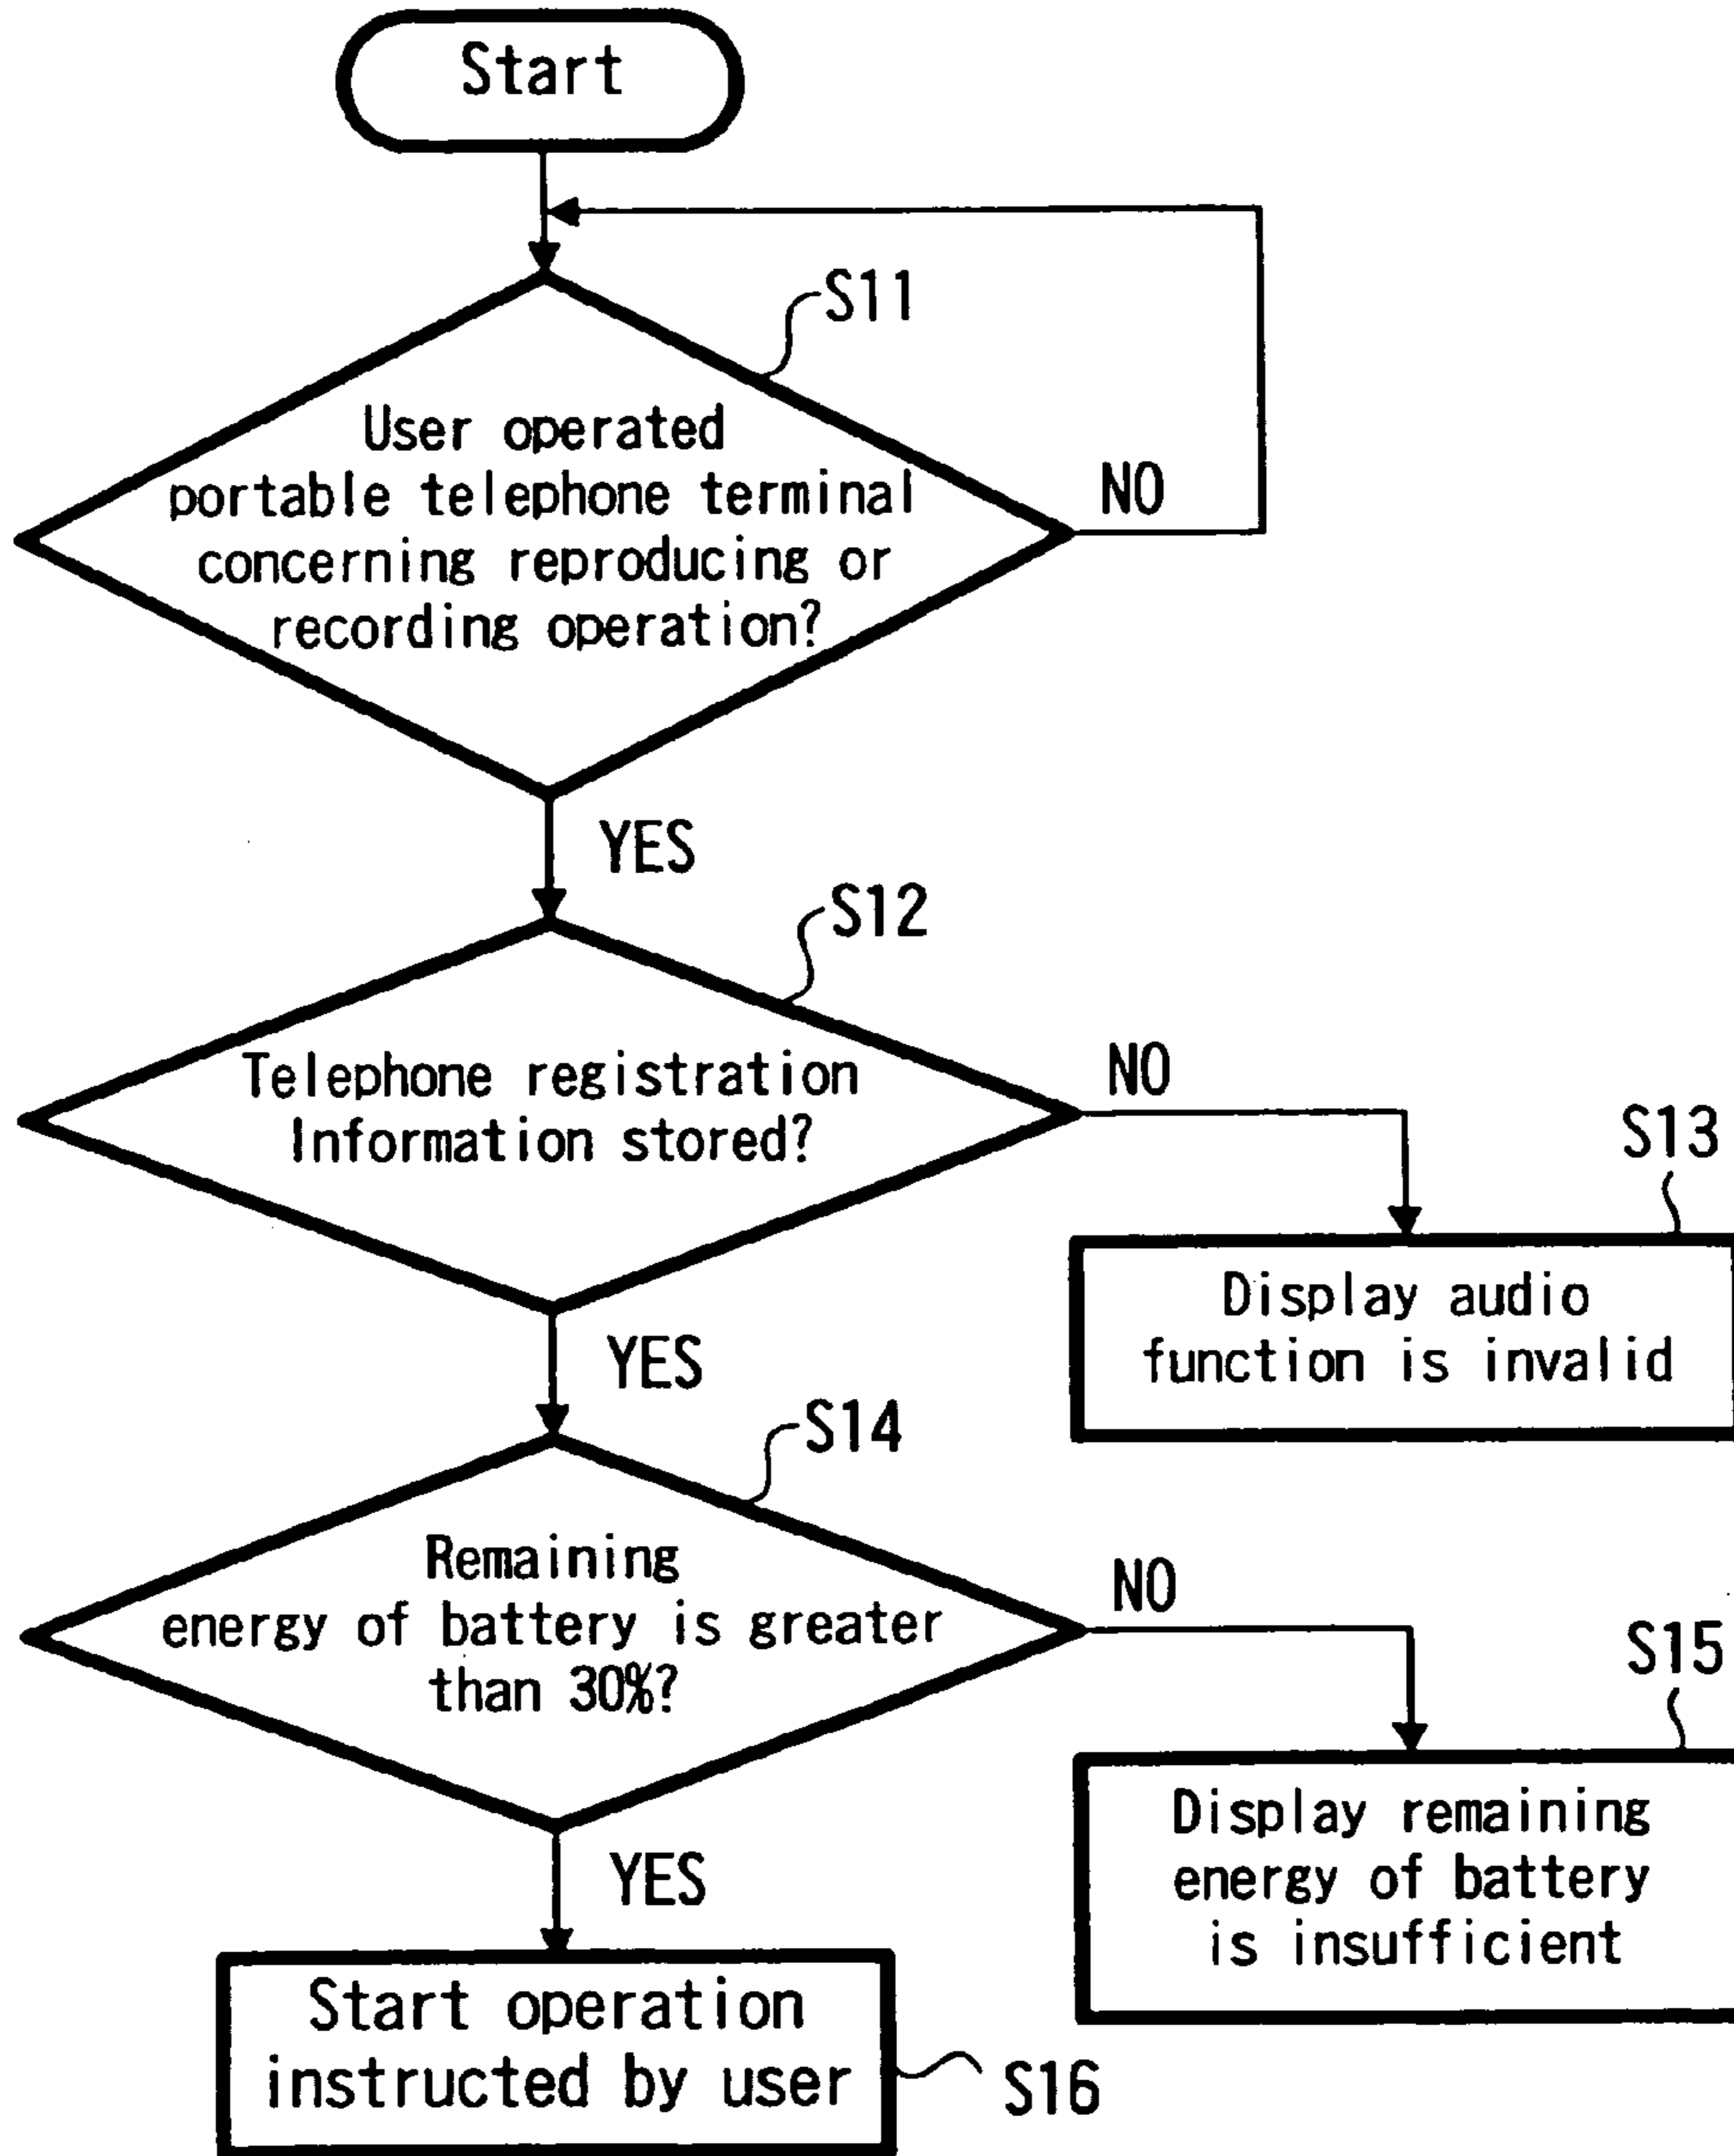 Start
S11
User operated
portable telephone terminal
concerning reproducing or
recording operation?
NO
YES
S12
Telephone registration
Information stored?
NO
YES
S13
Display audio
function is invalid
S14
Remaining
energy of battery is greater
than 30%?
NO
YES
S15
Display remaining
energy of battery
is insufficient
Start operation
instructed by user
S16